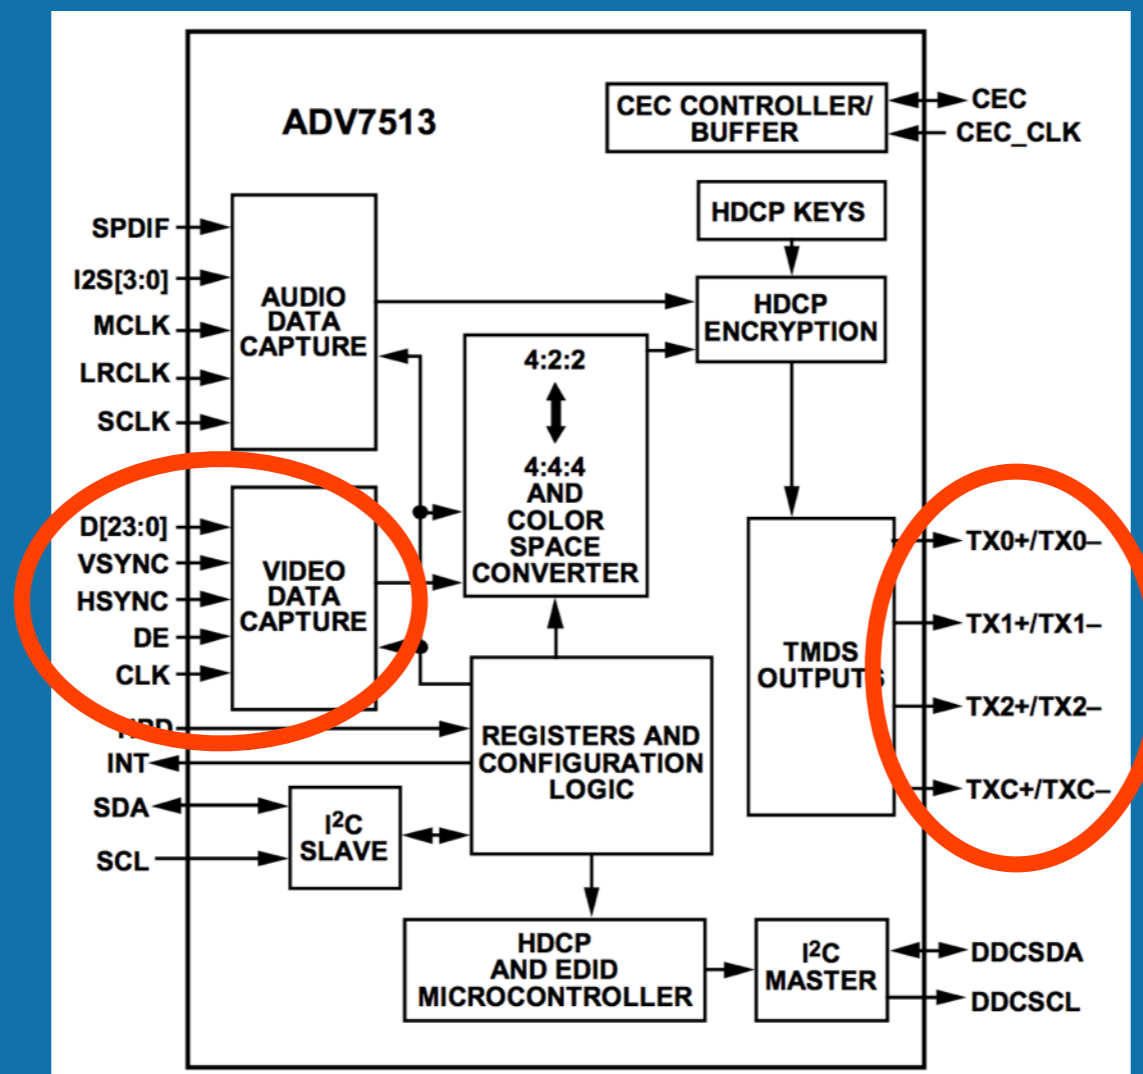 ADV7513
CEC CONTROLLER/
BUFFER
CEC
CEC_CLK
HDCP KEYS
SPDIF
I2S[3:0]
MCLK
LRCLK
SCLK
AUDIO
DATA
CAPTURE
HDCP
ENCRYPTION
4:2:2
4:4:4
AND
COLOR
SPACE
CONVERTER
D[23:0]
VSYNC
HSYNC
DE
CLK
VIDEO
DATA
CAPTURE
TMDS
OUTPUTS
TX0+/TX0–
TX1+/TX1–
TX2+/TX2–
TXC+/TXC–
INT
SDA
SCL
REGISTERS AND
CONFIGURATION
LOGIC
I2C
SLAVE
HDCP
AND EDID
MICROCONTROLLER
I2C
MASTER
DDCSDA
DDCSCL